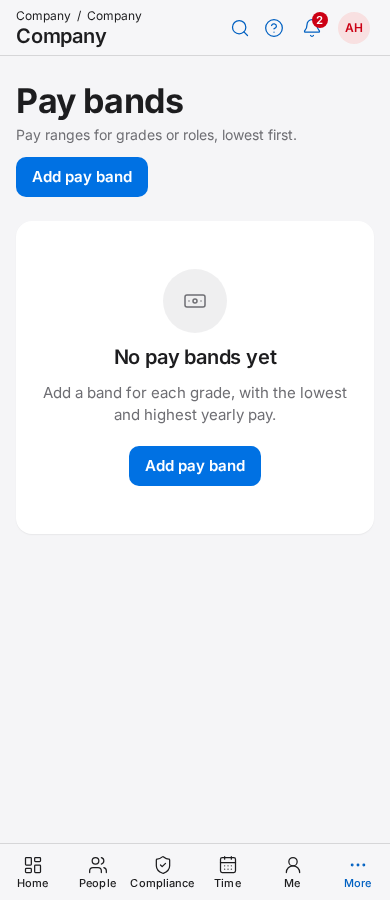 Company / Company
Company
2
AH
Pay bands
Pay ranges for grades or roles, lowest first.
Add pay band
No pay bands yet
Add a band for each grade, with the lowest
and highest yearly pay.
Add pay band
Home
People
Compliance
Time
Me
More